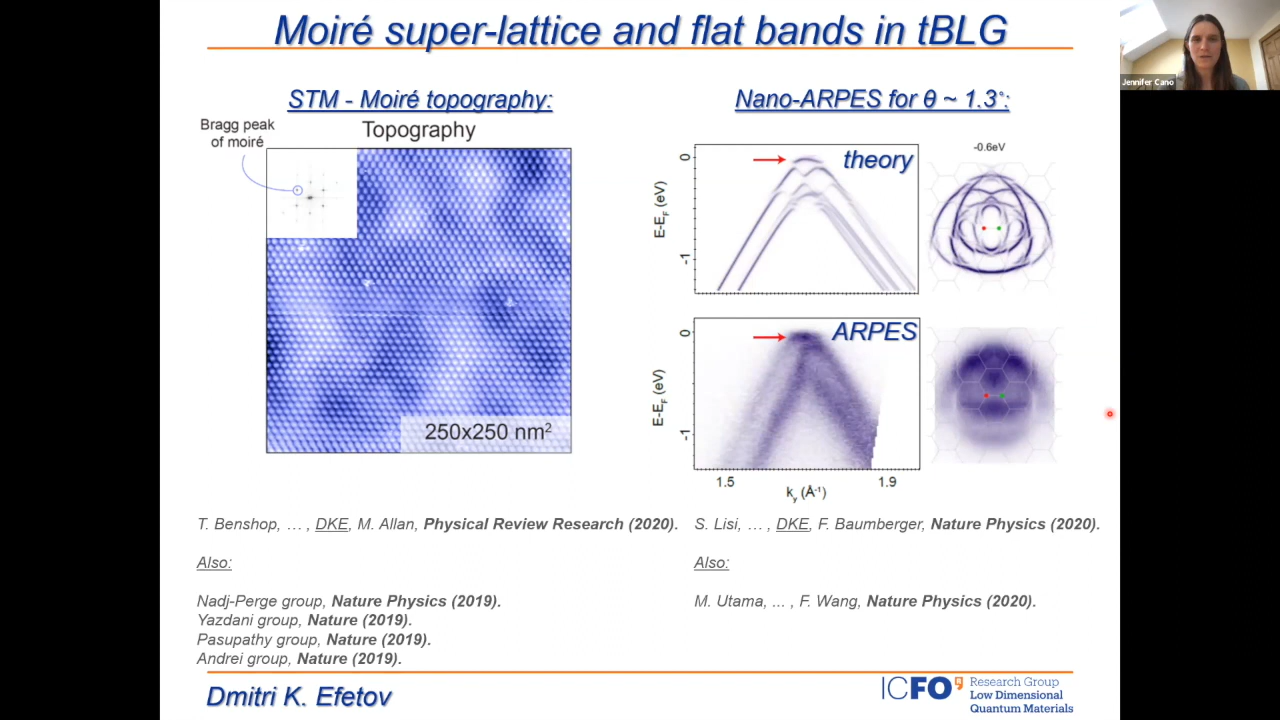 Moiré super-lattice and flat bands in tBLG
Jennifer Cano
STM - Moiré topography:
Bragg peak
of moiré
Topography
250x250 nm²
Nano-ARPES for θ ~ 1.3°:
theory
0
-1
E-E_F (eV)
-0.6eV
ARPES
0
-1
E-E_F (eV)
1.5
1.9
k_y (Å⁻¹)
T. Benshop, … , DKE, M. Allan, Physical Review Research (2020).
Also:
Nadj-Perge group, Nature Physics (2019).
Yazdani group, Nature (2019).
Pasupathy group, Nature (2019).
Andrei group, Nature (2019).
S. Lisi, … , DKE, F. Baumberger, Nature Physics (2020).
Also:
M. Utama, ... , F. Wang, Nature Physics (2020).
Dmitri K. Efetov
ICFO
Research Group
Low Dimensional
Quantum Materials